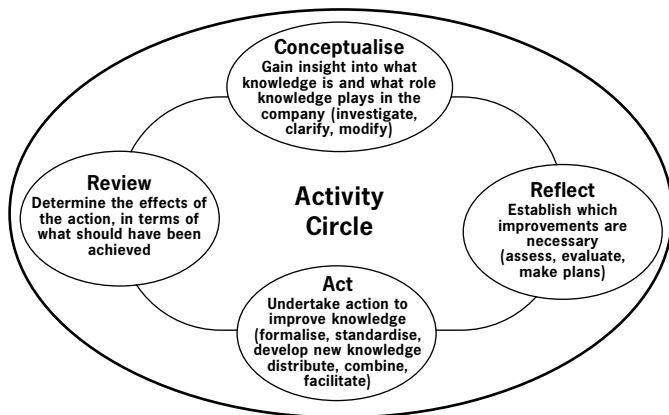 Conceptualise
Gain insight into what
knowledge is and what role
knowledge plays in the
company (investigate,
clarify, modify)
Review
Determine the effects of
the action, in terms of
what should have been
achieved
Activity
Circle
Reflect
Establish which
improvements are
necessary
(assess, evaluate,
make plans)
Act
Undertake action to
improve knowledge
(formalise, standardise,
develop new knowledge
distribute, combine,
facilitate)